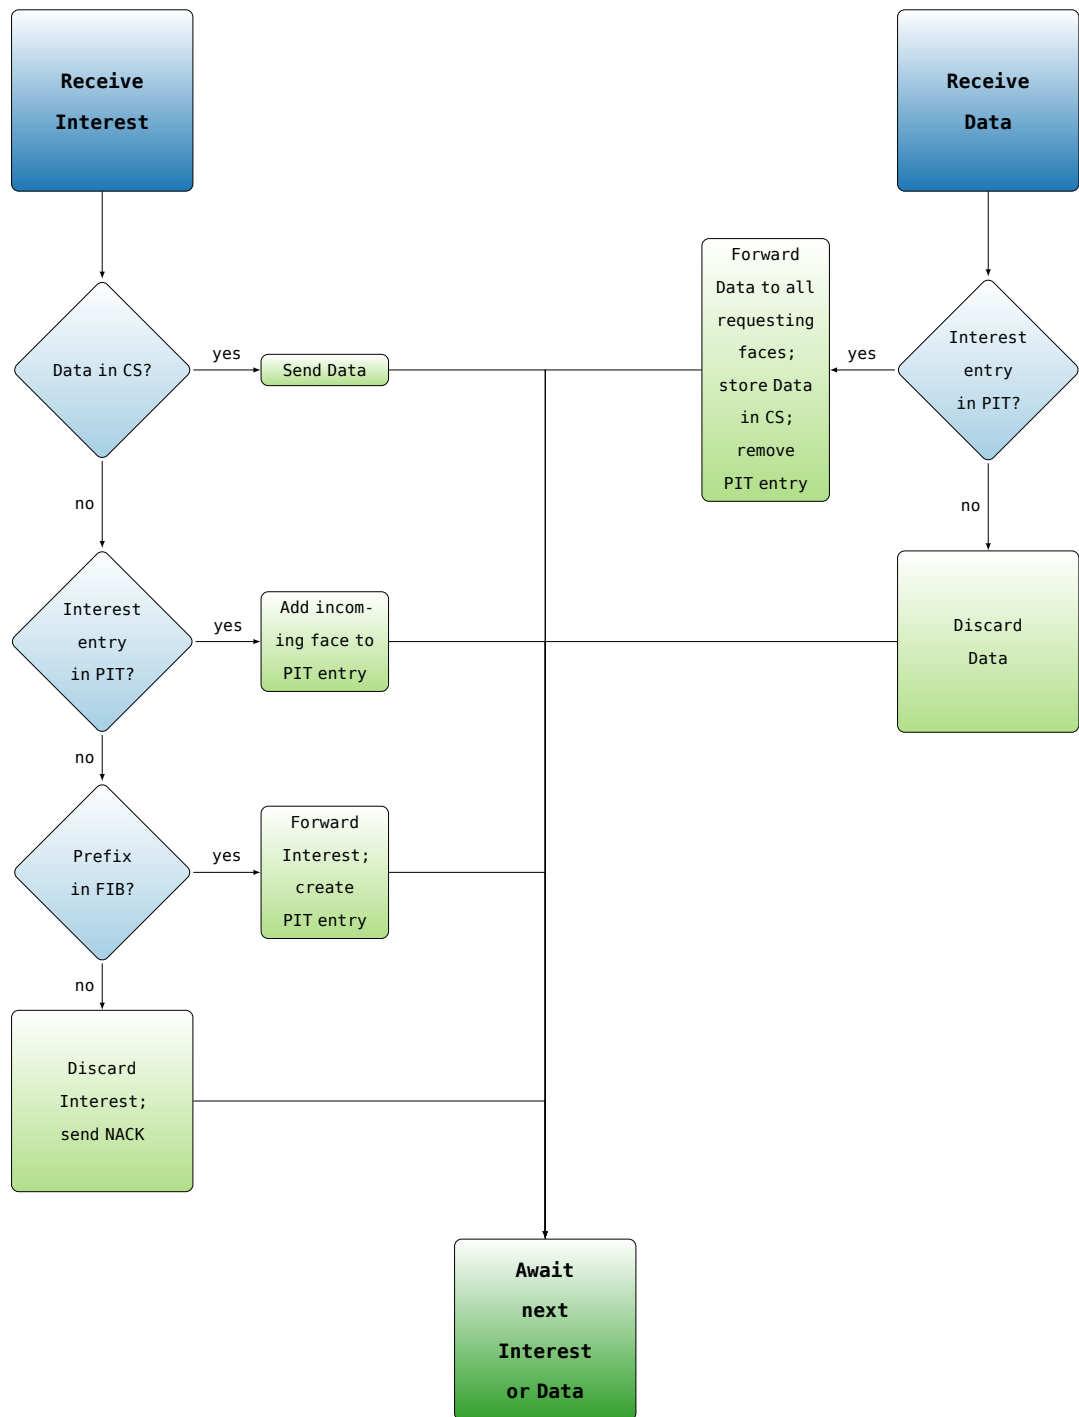 Receive
Interest
Receive
Data
Data in CS?
yes
Send Data
Forward
Data to all
requesting
faces;
store Data
in CS;
remove
PIT entry
yes
Interest
entry
in PIT?
no
no
Interest
entry
in PIT?
yes
Add incom-
ing face to
PIT entry
Discard
Data
no
Prefix
in FIB?
yes
Forward
Interest;
create
PIT entry
no
Discard
Interest;
send NACK
Await
next
Interest
or Data